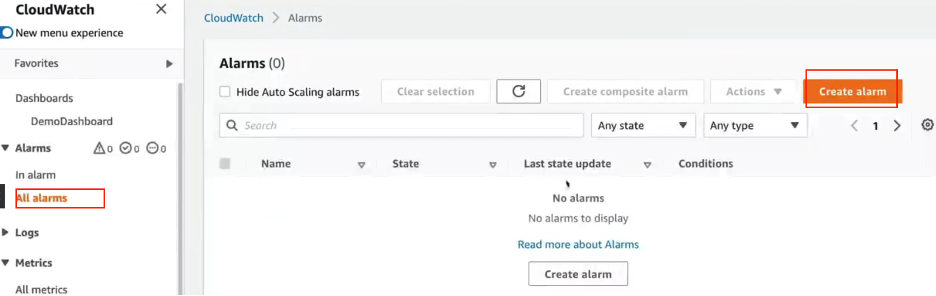 CloudWatch
New menu experience
Favorites
Dashboards
DemoDashboard
Alarms 0 0 0
In alarm
All alarms
Logs
Metrics
All metrics
CloudWatch > Alarms
Alarms (0)
Hide Auto Scaling alarms Clear selection Create composite alarm Actions Create alarm
Search Any state Any type 1
Name State Last state update Conditions
No alarms
No alarms to display
Read more about Alarms
Create alarm